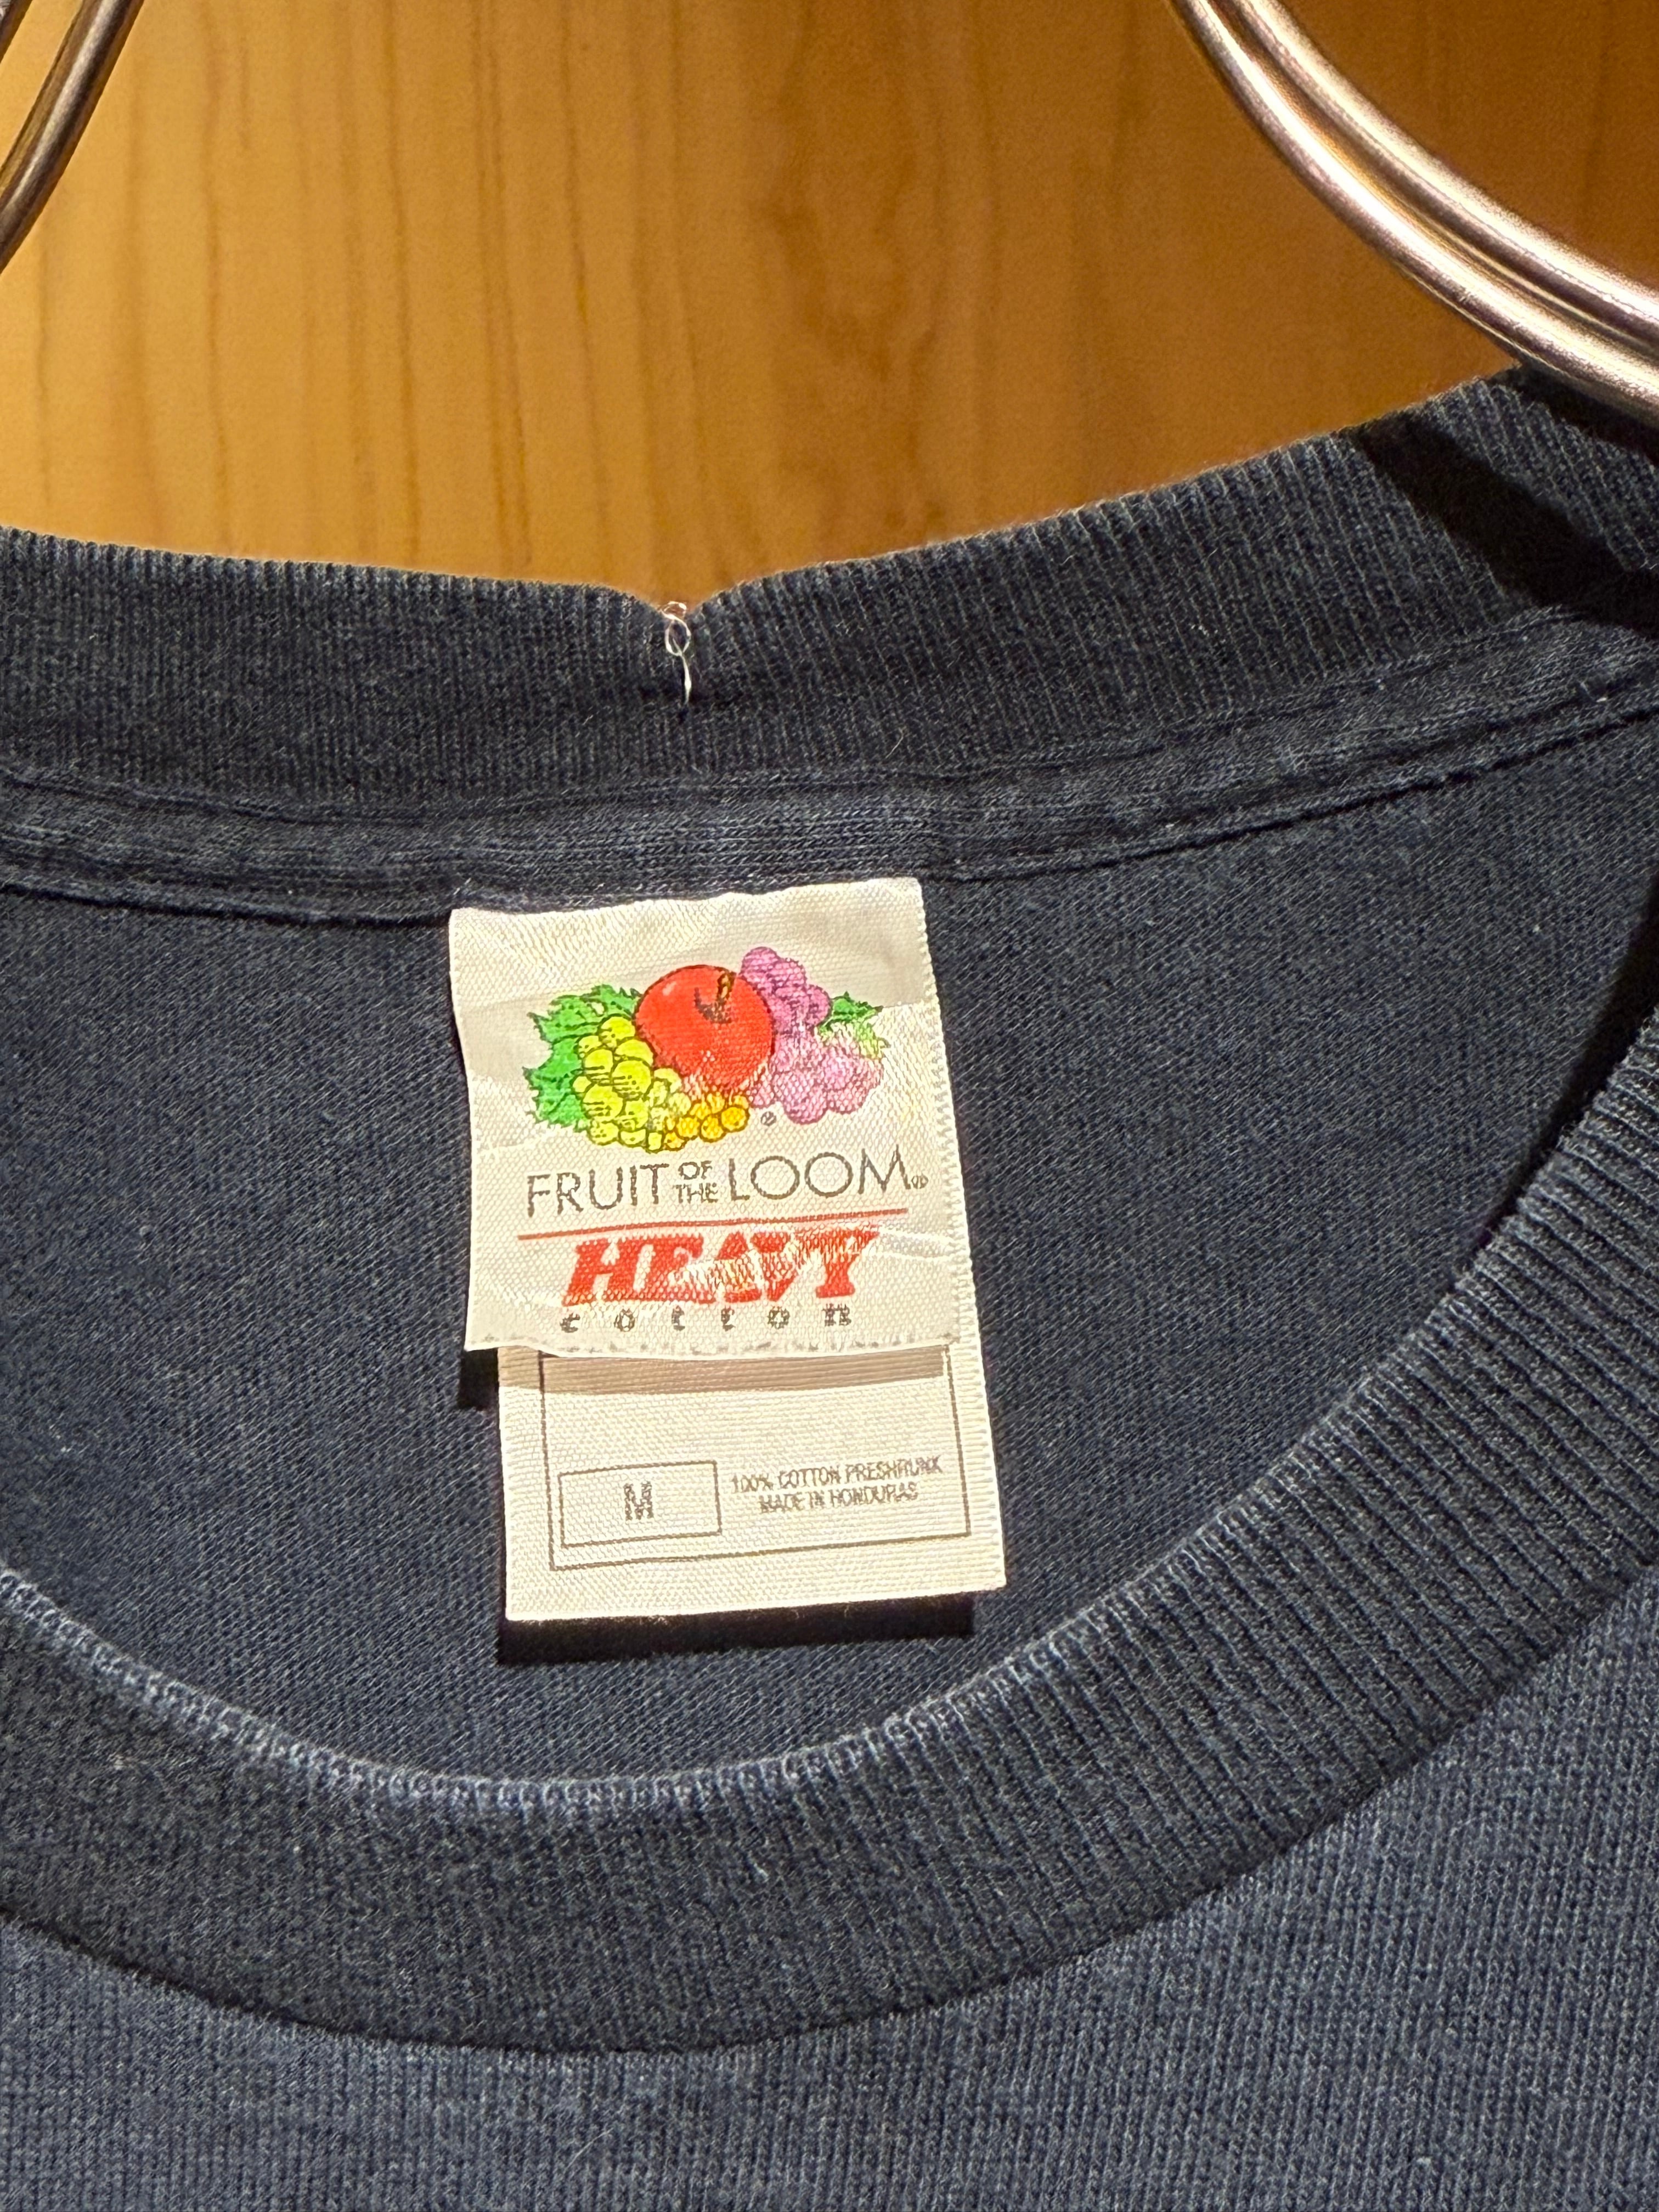 FRUIT OF THE LOOM®
HEAVY
cotton
M
100% COTTON PRESHRUNK
MADE IN HONDURAS